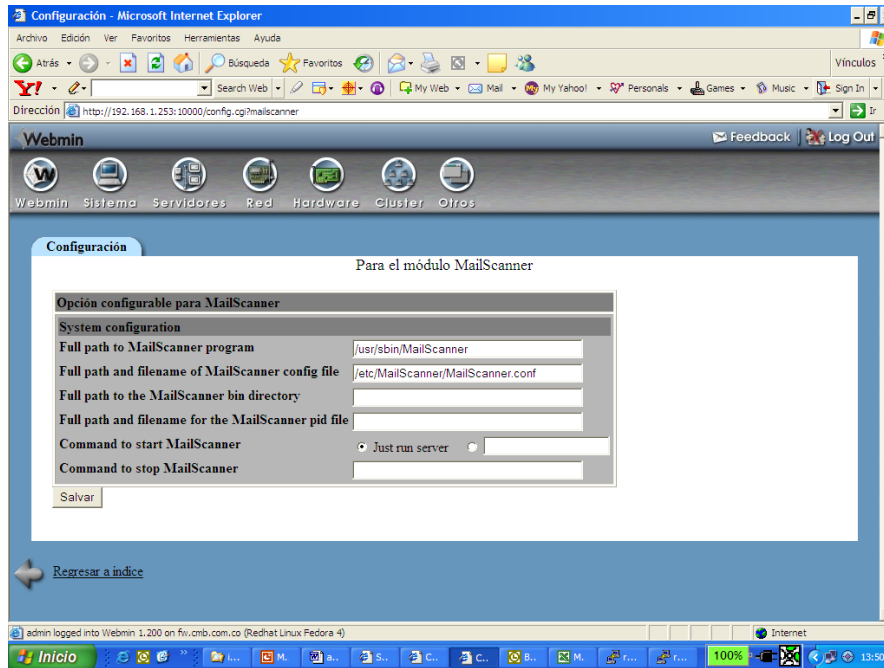 Configuración - Microsoft Internet Explorer
Archivo Edición Ver Favoritos Herramientas Ayuda
Atrás Búsqueda Favoritos Vínculos
Y! Search Web My Web Mail My Yahoo! Personals Games Music Sign In
Dirección http://192.168.1.253:10000/config.cgi?mailscanner Ir
Webmin Feedback Log Out
Webmin Sistema Servidores Red Hardware Cluster Otros
Configuración
Para el módulo MailScanner
Opción configurable para MailScanner
System configuration
Full path to MailScanner program /usr/sbin/MailScanner
Full path and filename of MailScanner config file /etc/MailScanner/MailScanner.conf
Full path to the MailScanner bin directory
Full path and filename for the MailScanner pid file
Command to start MailScanner Just run server
Command to stop MailScanner
Salvar
Regresar a índice
admin logged into Webmin 1.200 on fw.cmb.com.co (Redhat Linux Fedora 4) Internet
Inicio i... M. a.. S.. C.. C.. B.. M. r... r... 100% 13:50